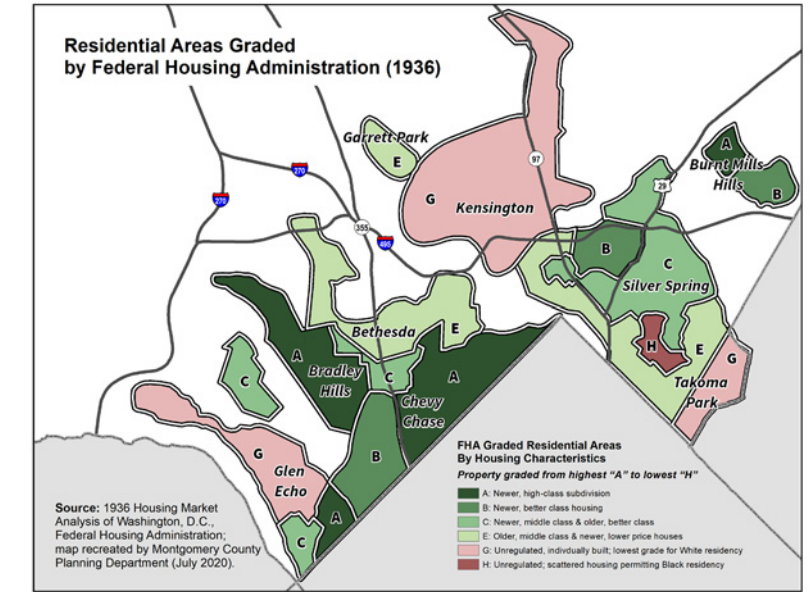 Residential Areas Graded
by Federal Housing Administration (1936)
Garrett Park
E
270
270
97
G
Kensington
A
Burnt Mills
Hills
B
29
355
495
B
C
Silver Spring
Bethesda
E
A
Bradley
Hills
C
A
C
Chevy
Chase
H
E
G
Takoma
Park
B
G
Glen
Echo
A
C
FHA Graded Residential Areas
By Housing Characteristics
Property graded from highest “A” to lowest “H”
A: Newer, high-class subdivision
B: Newer, better class housing
C: Newer, middle class & older, better class
E: Older, middle class & newer, lower price houses
G: Unregulated, indivdually built; lowest grade for White residency
H: Unregulated; scattered housing permitting Black residency
Source: 1936 Housing Market
Analysis of Washington, D.C.,
Federal Housing Administration;
map recreated by Montgomery County
Planning Department (July 2020).